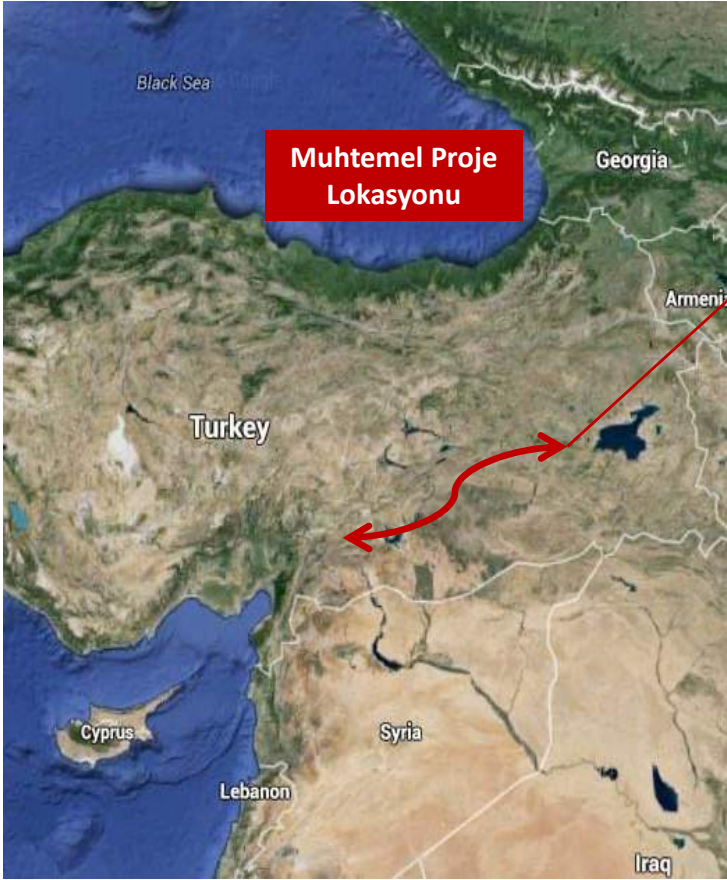 Black Sea
Muhtemel Proje
Lokasyonu
Georgia
Armenia
Turkey
Cyprus
Syria
Lebanon
Iraq